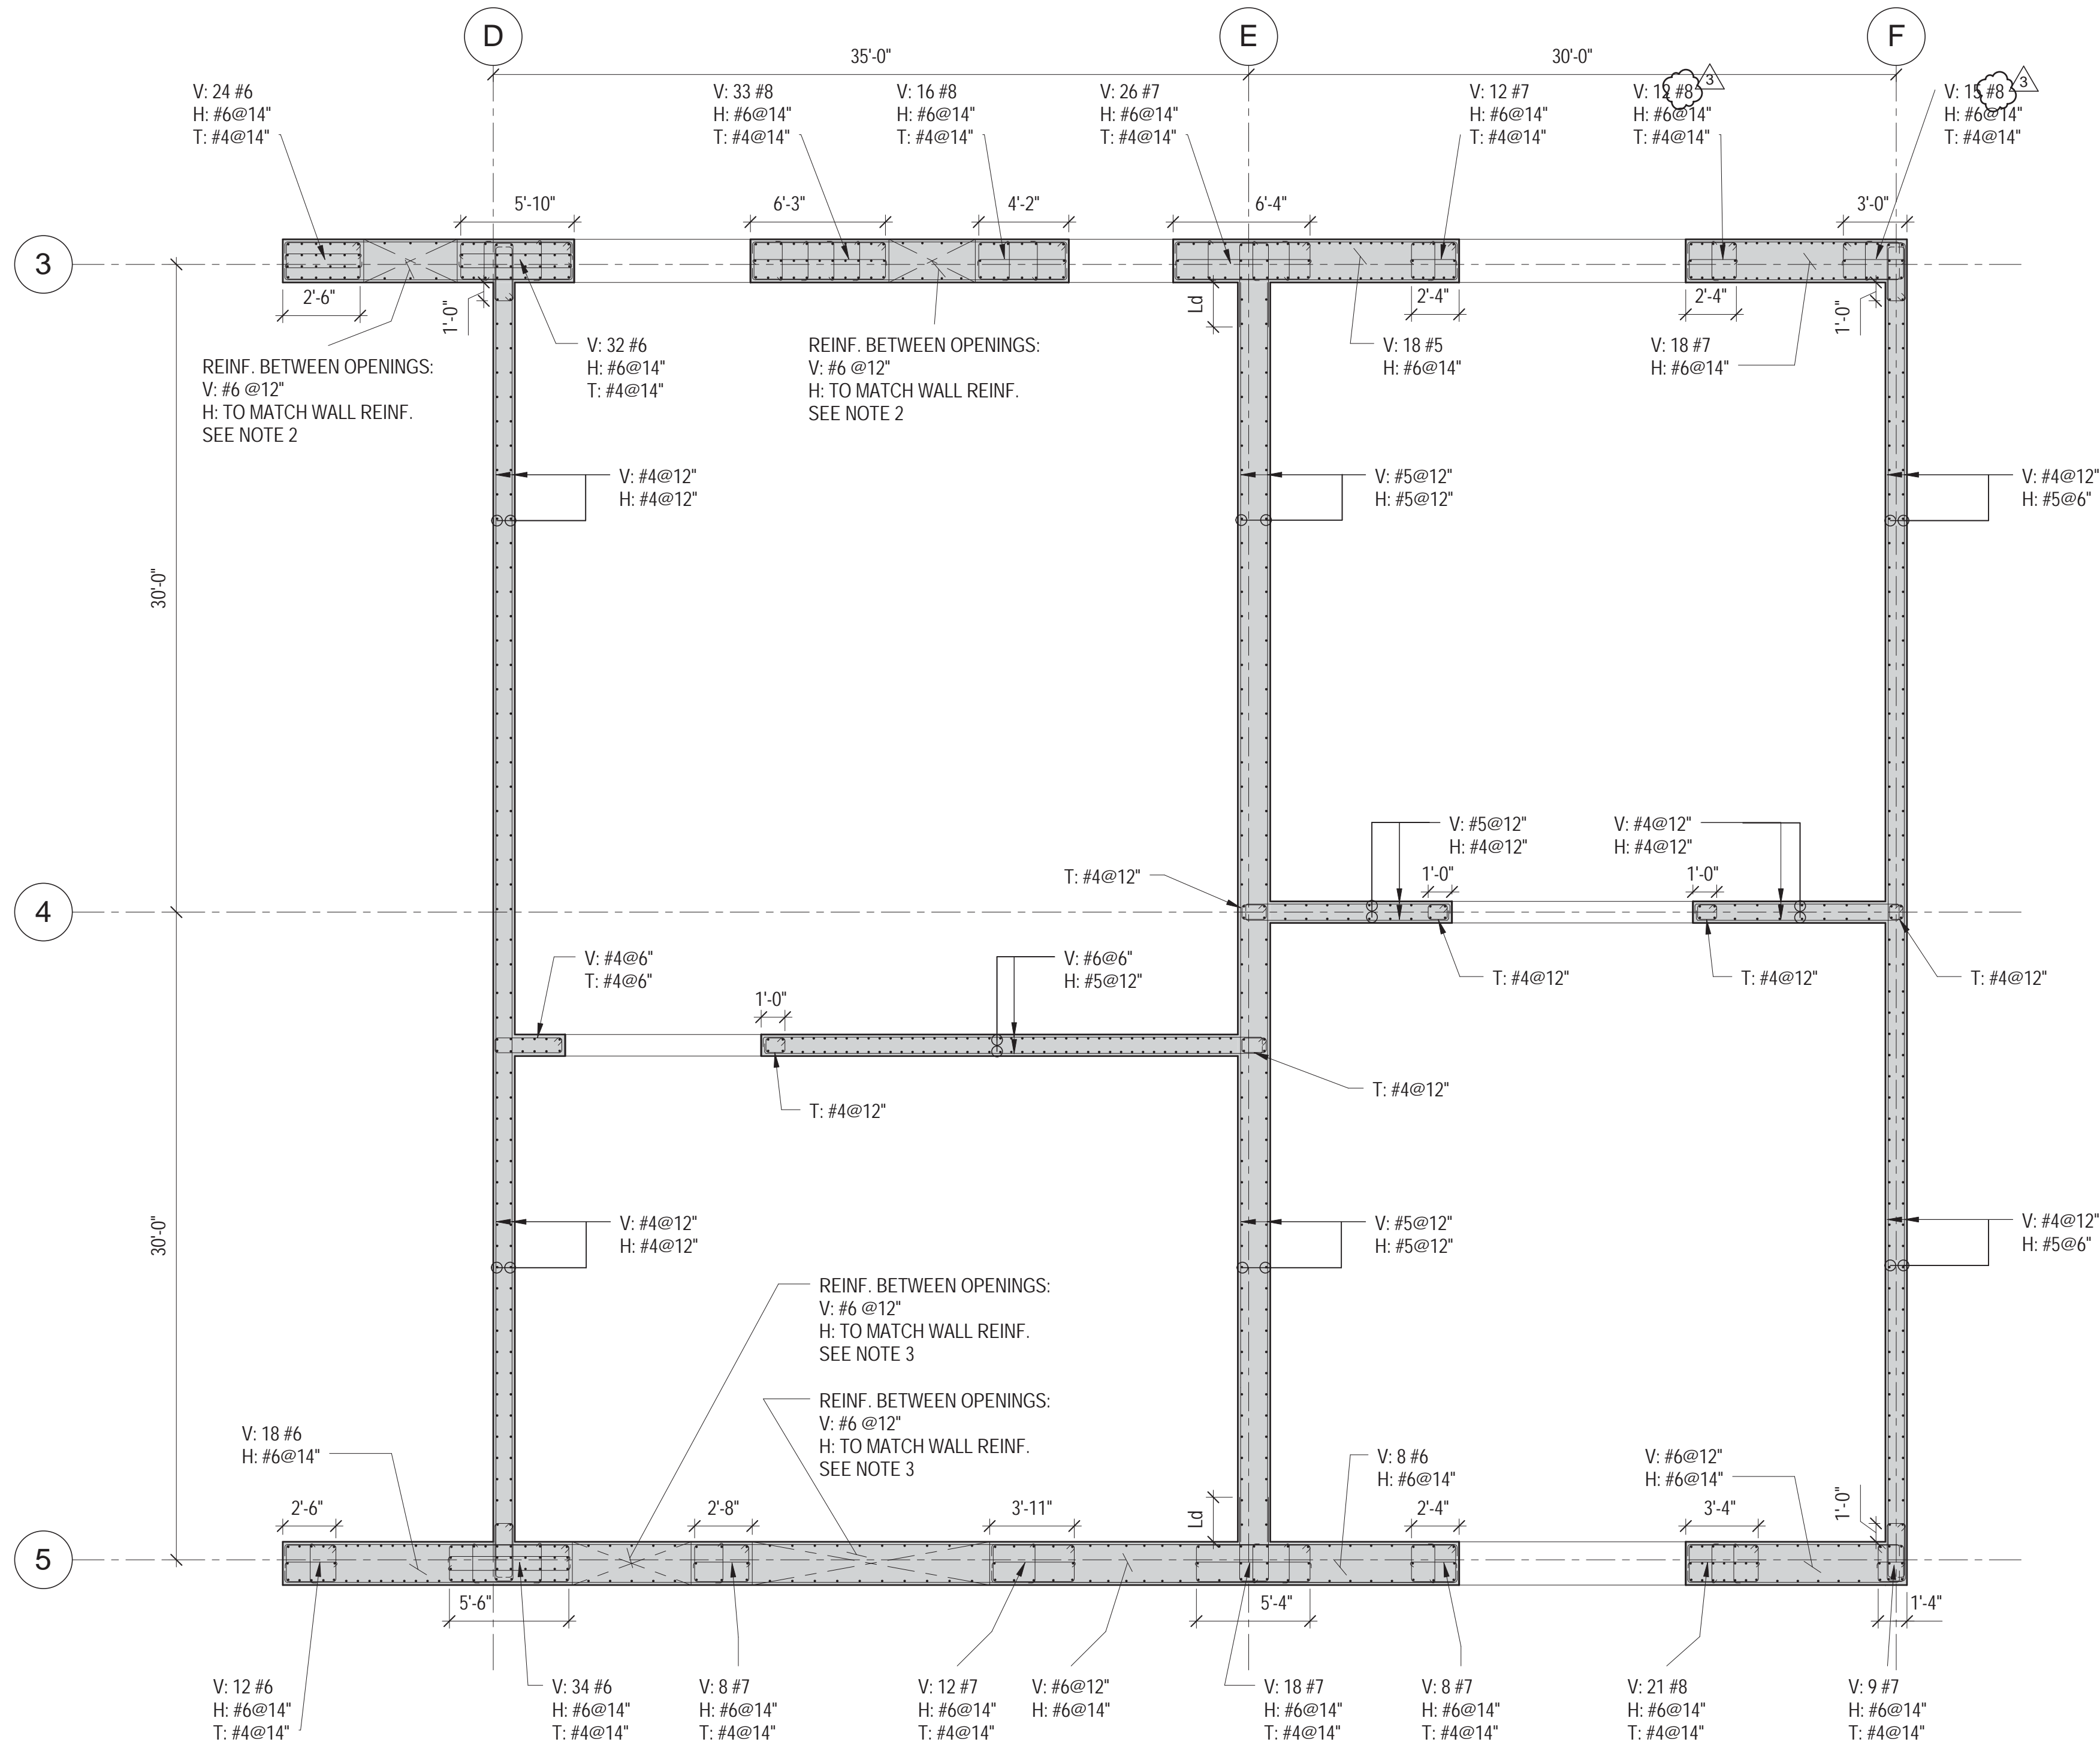 D
E
F
35'-0"
30'-0"
V: 24 #6
H: #6@14"
T: #4@14"
V: 33 #8
H: #6@14"
T: #4@14"
V: 16 #8
H: #6@14"
T: #4@14"
V: 26 #7
H: #6@14"
T: #4@14"
V: 12 #7
H: #6@14"
T: #4@14"
V: 12 #8
H: #6@14"
T: #4@14"
3
V: 15 #8
H: #6@14"
T: #4@14"
3
5'-10"
6'-3"
4'-2"
6'-4"
3'-0"
3
2'-6"
1'-0"
Ld
2'-4"
2'-4"
1'-0"
REINF. BETWEEN OPENINGS:
V: #6 @12"
H: TO MATCH WALL REINF.
SEE NOTE 2
V: 32 #6
H: #6@14"
T: #4@14"
REINF. BETWEEN OPENINGS:
V: #6 @12"
H: TO MATCH WALL REINF.
SEE NOTE 2
V: 18 #5
H: #6@14"
V: 18 #7
H: #6@14"
V: #4@12"
H: #4@12"
V: #5@12"
H: #5@12"
V: #4@12"
H: #5@6"
30'-0"
V: #5@12"
H: #4@12"
V: #4@12"
H: #4@12"
T: #4@12"
1'-0"
1'-0"
4
V: #4@6"
T: #4@6"
V: #6@6"
H: #5@12"
T: #4@12"
T: #4@12"
T: #4@12"
1'-0"
T: #4@12"
T: #4@12"
30'-0"
V: #4@12"
H: #4@12"
V: #5@12"
H: #5@12"
V: #4@12"
H: #5@6"
REINF. BETWEEN OPENINGS:
V: #6 @12"
H: TO MATCH WALL REINF.
SEE NOTE 3
REINF. BETWEEN OPENINGS:
V: #6 @12"
H: TO MATCH WALL REINF.
SEE NOTE 3
V: 18 #6
H: #6@14"
V: 8 #6
H: #6@14"
V: #6@12"
H: #6@14"
2'-6"
2'-8"
3'-11"
Ld
2'-4"
3'-4"
1'-0"
5
5'-6"
5'-4"
1'-4"
V: 12 #6
H: #6@14"
T: #4@14"
V: 34 #6
H: #6@14"
T: #4@14"
V: 8 #7
H: #6@14"
T: #4@14"
V: 12 #7
H: #6@14"
T: #4@14"
V: #6@12"
H: #6@14"
V: 18 #7
H: #6@14"
T: #4@14"
V: 8 #7
H: #6@14"
T: #4@14"
V: 21 #8
H: #6@14"
T: #4@14"
V: 9 #7
H: #6@14"
T: #4@14"